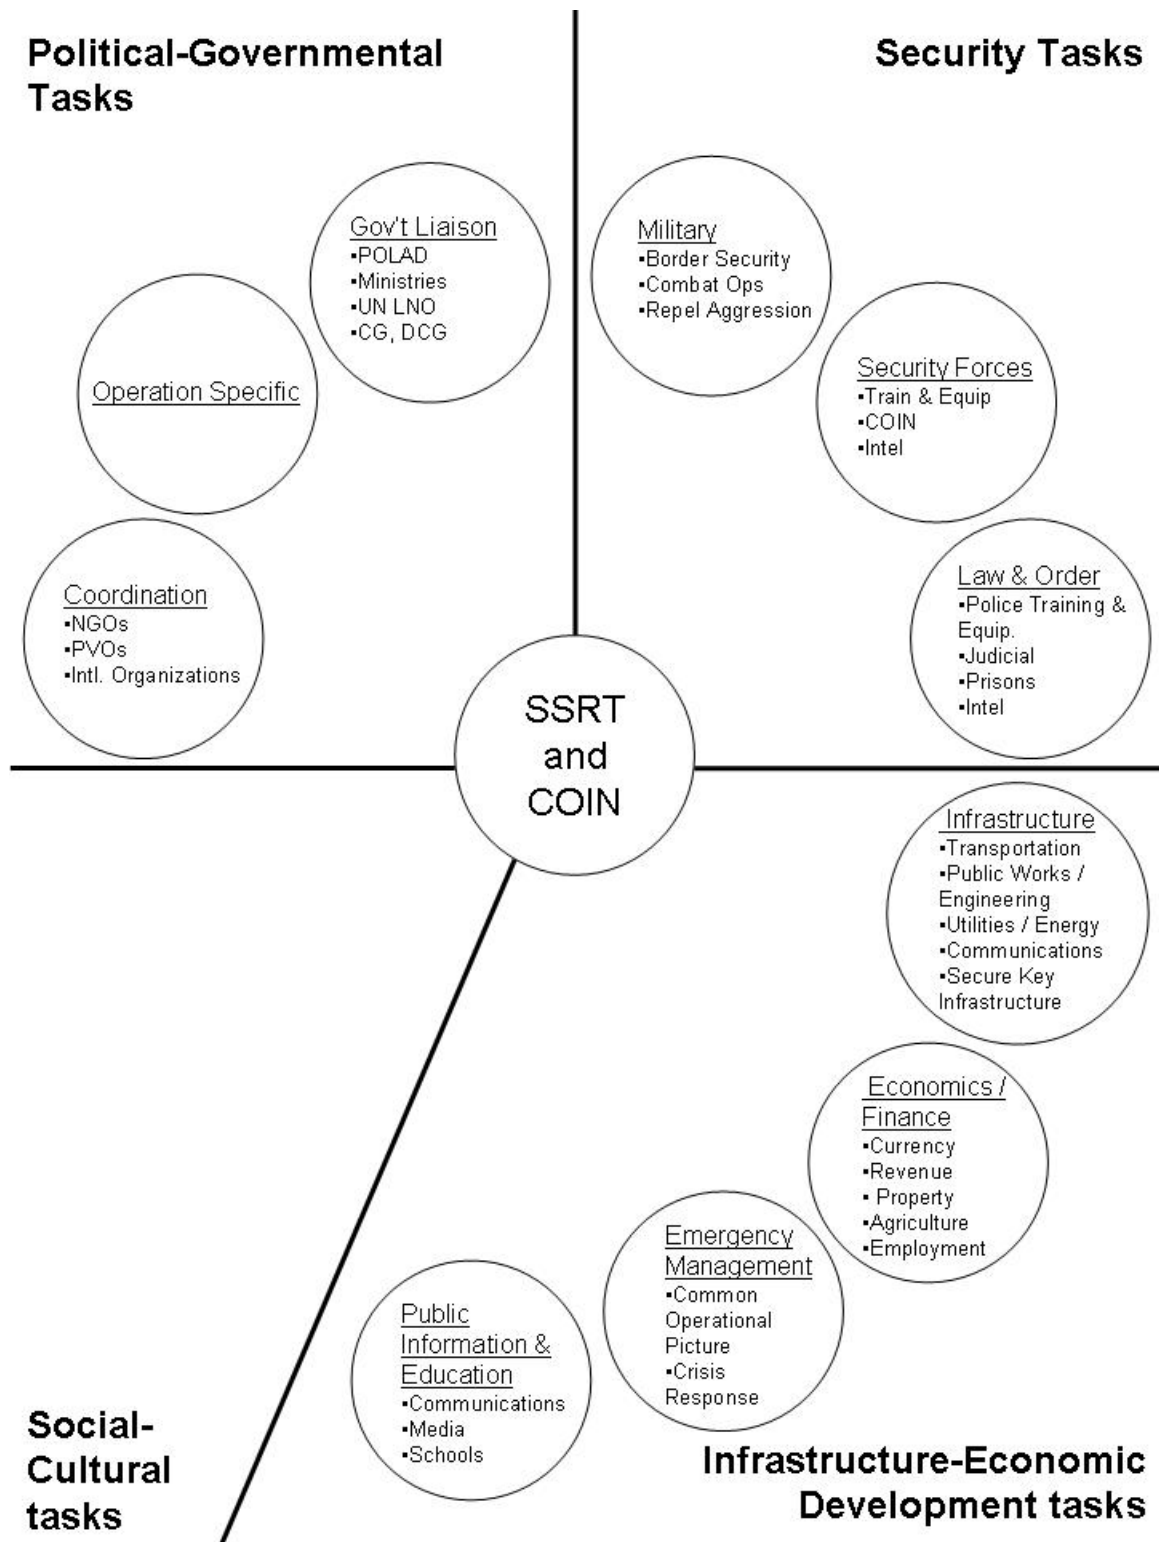 Political-Governmental
Tasks
Security Tasks
Gov't Liaison
▪POLAD
▪Ministries
▪UN LNO
▪CG, DCG
Military
▪Border Security
▪Combat Ops
▪Repel Aggression
Operation Specific
Security Forces
▪Train & Equip
▪COIN
▪Intel
Coordination
▪NGOs
▪PVOs
▪Intl. Organizations
Law & Order
▪Police Training &
Equip.
▪Judicial
▪Prisons
▪Intel
SSRT
and
COIN
Infrastructure
▪Transportation
▪Public Works /
Engineering
▪Utilities / Energy
▪Communications
▪Secure Key
Infrastructure
Economics /
Finance
▪Currency
▪Revenue
▪ Property
▪Agriculture
▪Employment
Emergency
Management
▪Common
Operational
Picture
▪Crisis
Response
Public
Information &
Education
▪Communications
▪Media
▪Schools
Social-
Cultural
tasks
Infrastructure-Economic
Development tasks